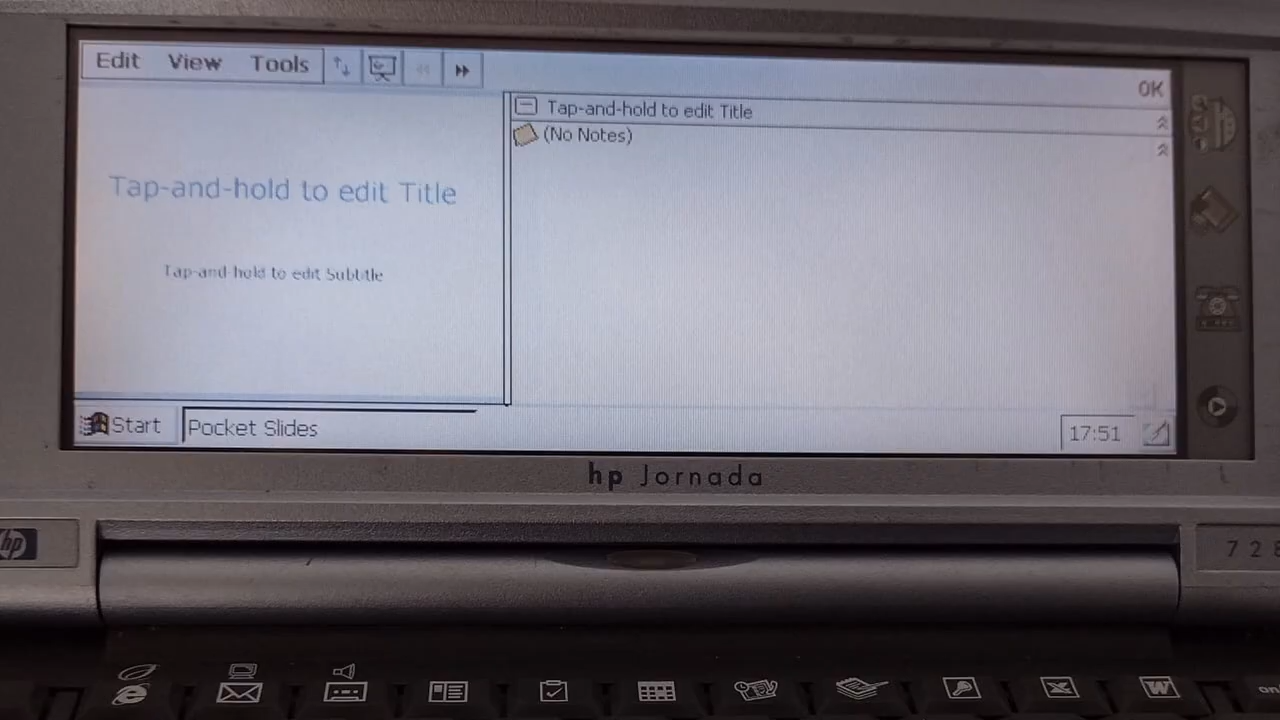 Edit View Tools
OK
Tap-and-hold to edit Title
(No Notes)
Tap-and-hold to edit Title
Tap-and-hold to edit Subtitle
Start Pocket Slides 17:51
hp Jornada
hp